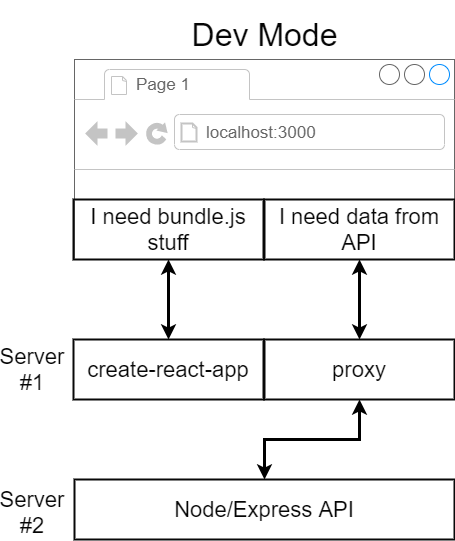 Dev Mode
Page 1
localhost:3000
I need bundle.js
stuff
I need data from
API
Server
#1
create-react-app
proxy
Server
#2
Node/Express API